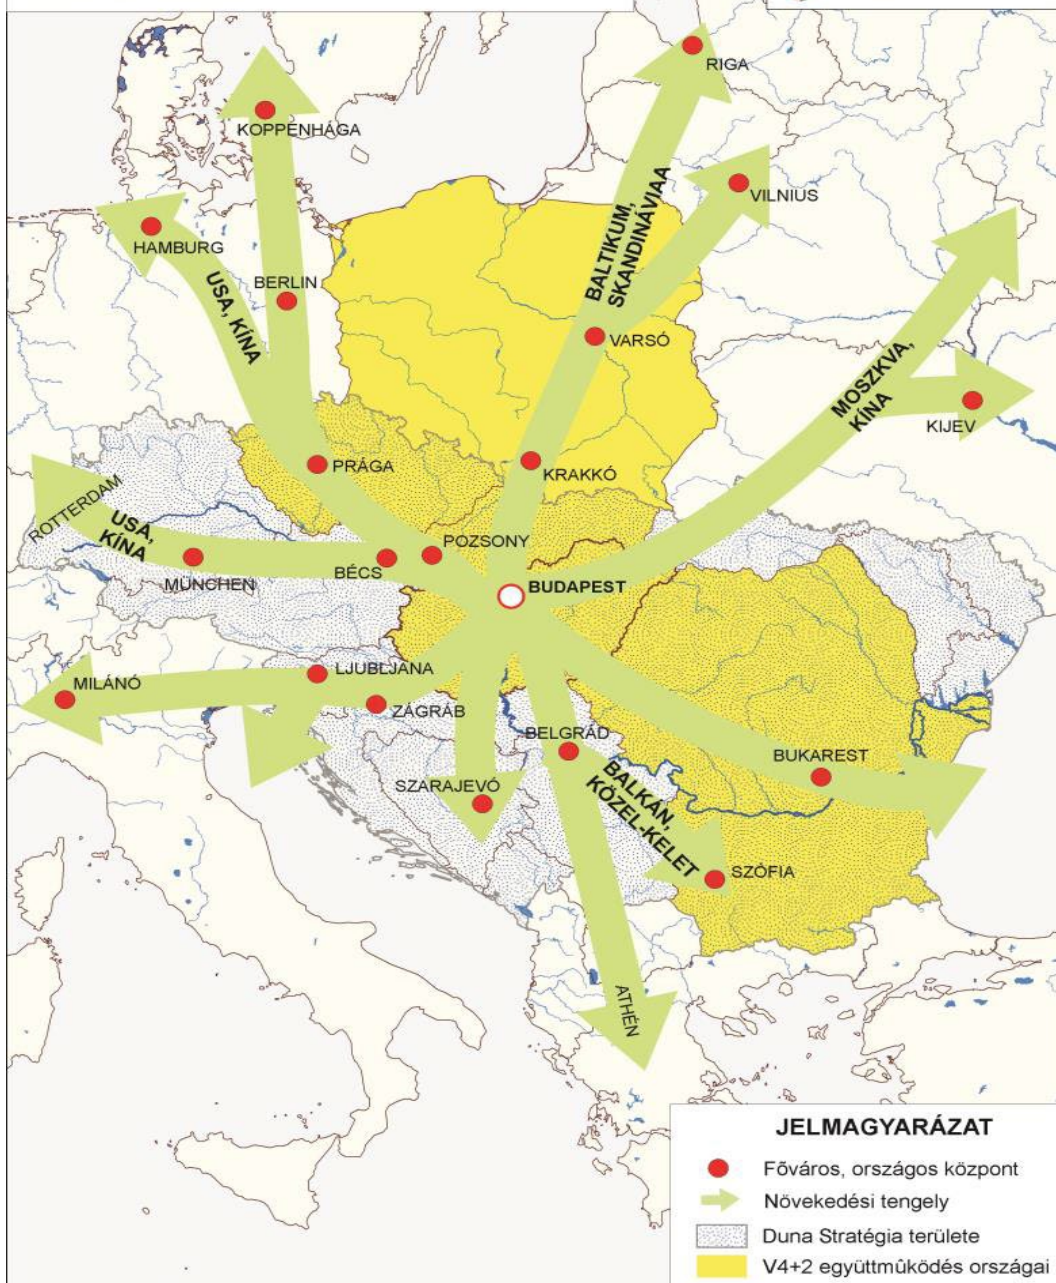 RIGA
KOPPENHÁGA
VILNIUS
BALTIKUM,
SKANDINÁVIAA
HAMBURG
BERLIN
USA, KÍNA
VARSÓ
MOSZKVA,
KÍNA
KIJEV
PRÁGA
KRAKKÓ
ROTTERDAM
USA,
KÍNA
POZSONY
BÉCS
MÜNCHEN
BUDAPEST
LJUBLJANA
MILÁNÓ
ZÁGRÁB
BELGRÁD
BUKAREST
SZARAJEVÓ
BALKÁN,
KÖZEL-KELET
SZÓFIA
ATHÉN
JELMAGYARÁZAT
Fõváros, országos központ
Növekedési tengely
Duna Stratégia területe
V4+2 együttmûködés országai